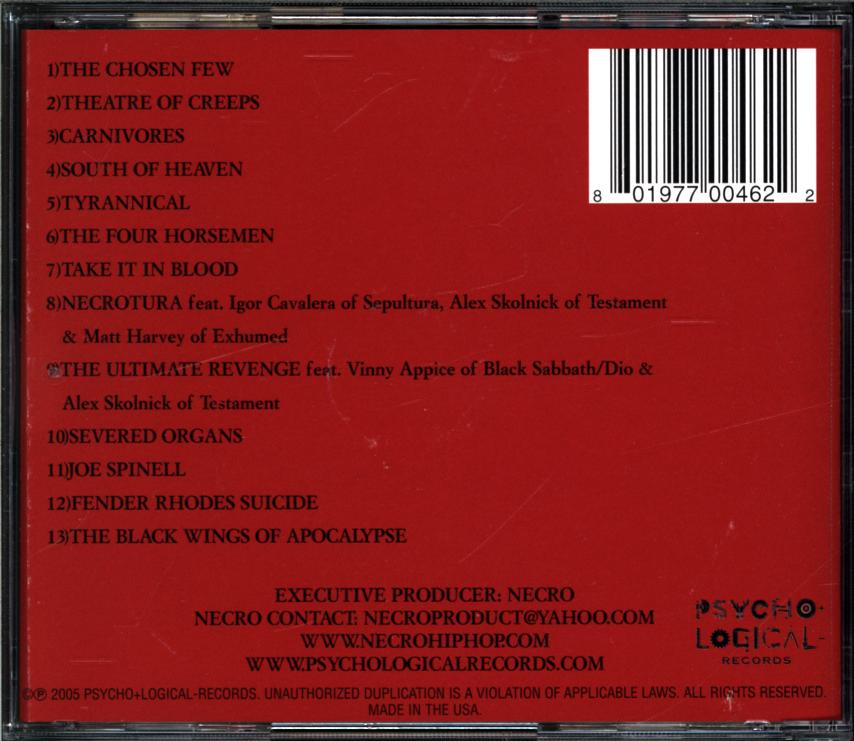 1)THE CHOSEN FEW
2)THEATRE OF CREEPS
3)CARNIVORES
4)SOUTH OF HEAVEN
5)TYRANNICAL
6)THE FOUR HORSEMEN
7)TAKE IT IN BLOOD
8)NECROTURA feat. Igor Cavalera of Sepultura, Alex Skolnick of Testament
& Matt Harvey of Exhumed
9)THE ULTIMATE REVENGE feat. Vinny Appice of Black Sabbath/Dio &
Alex Skolnick of Testament
10)SEVERED ORGANS
11)JOE SPINELL
12)FENDER RHODES SUICIDE
13)THE BLACK WINGS OF APOCALYPSE
8 01977 00462 2
EXECUTIVE PRODUCER: NECRO
NECRO CONTACT: NECROPRODUCT@YAHOO.COM
WWW.NECROHIPHOP.COM
WWW.PSYCHOLOGICALRECORDS.COM
PSYCHO+
LOGICAL-
RECORDS
©℗ 2005 PSYCHO+LOGICAL-RECORDS. UNAUTHORIZED DUPLICATION IS A VIOLATION OF APPLICABLE LAWS. ALL RIGHTS RESERVED.
MADE IN THE USA.